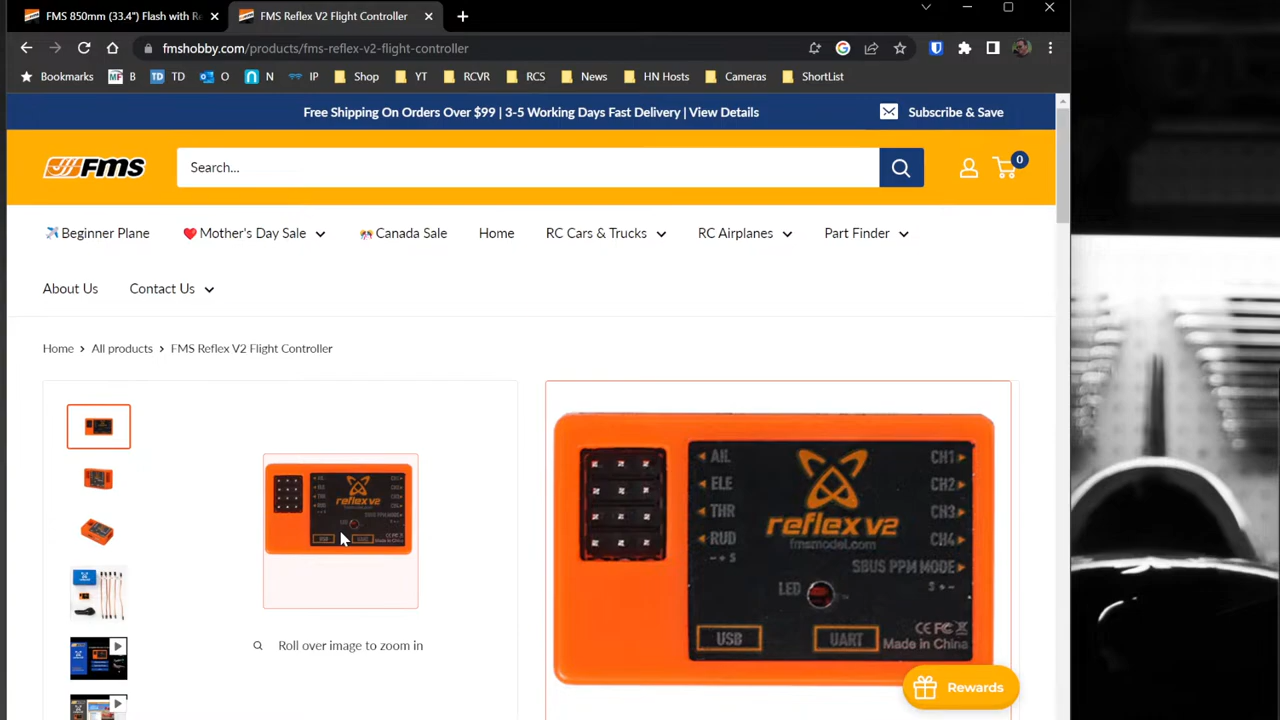 FMS 850mm (33.4") Flash with Re
FMS Reflex V2 Flight Controller
fmshobby.com/products/fms-reflex-v2-flight-controller
Bookmarks B TD O N IP Shop YT RCVR RCS News HN Hosts Cameras ShortList
Free Shipping On Orders Over $99 | 3-5 Working Days Fast Delivery | View Details
Subscribe & Save
FMS
Search...
0
Beginner Plane Mother's Day Sale Canada Sale Home RC Cars & Trucks RC Airplanes Part Finder
About Us Contact Us
Home > All products > FMS Reflex V2 Flight Controller
reflex V2
Roll over image to zoom in
AIL CH1
ELE CH2
THR CH3
RUD CH4
reflex V2
fmsmodel.com
SBUS PPM MODE
- + S
S + -
LED
USB UART
CE FC
Made in China
Rewards